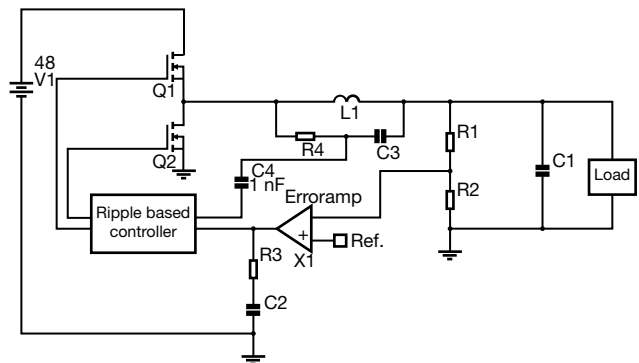 48
V1
Q1
Q2
L1
R4
C3
C4
1 nF
R1
R2
C1
Load
Erroramp
Ripple based
controller
+
X1
Ref.
R3
C2